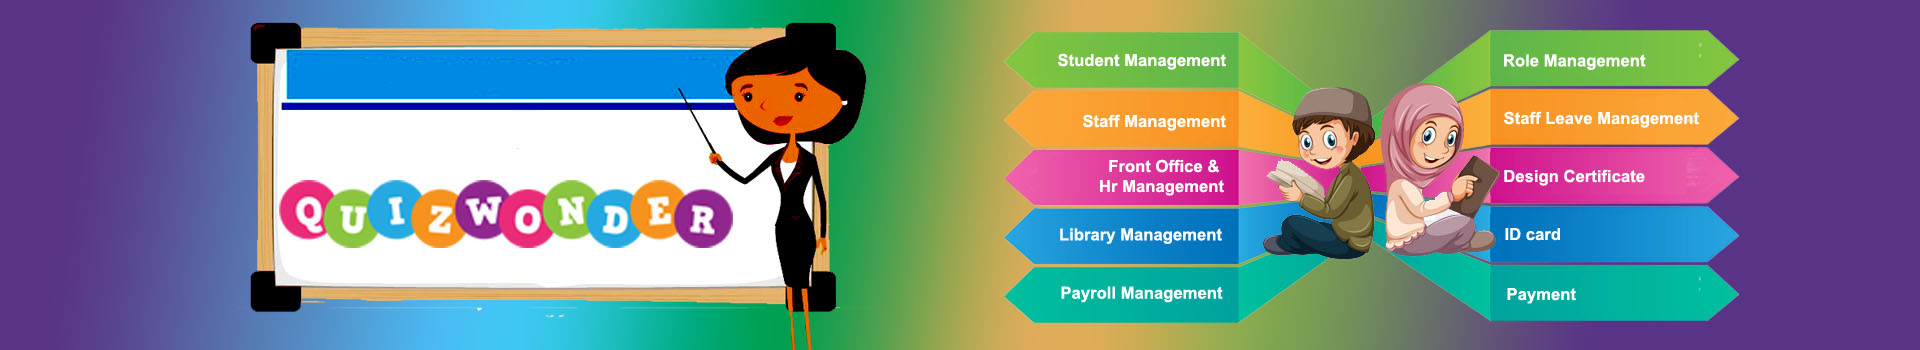 QUIZWONDER
Student Management
Staff Management
Front Office &
Hr Management
Library Management
Payroll Management
Role Management
Staff Leave Management
Design Certificate
ID card
Payment